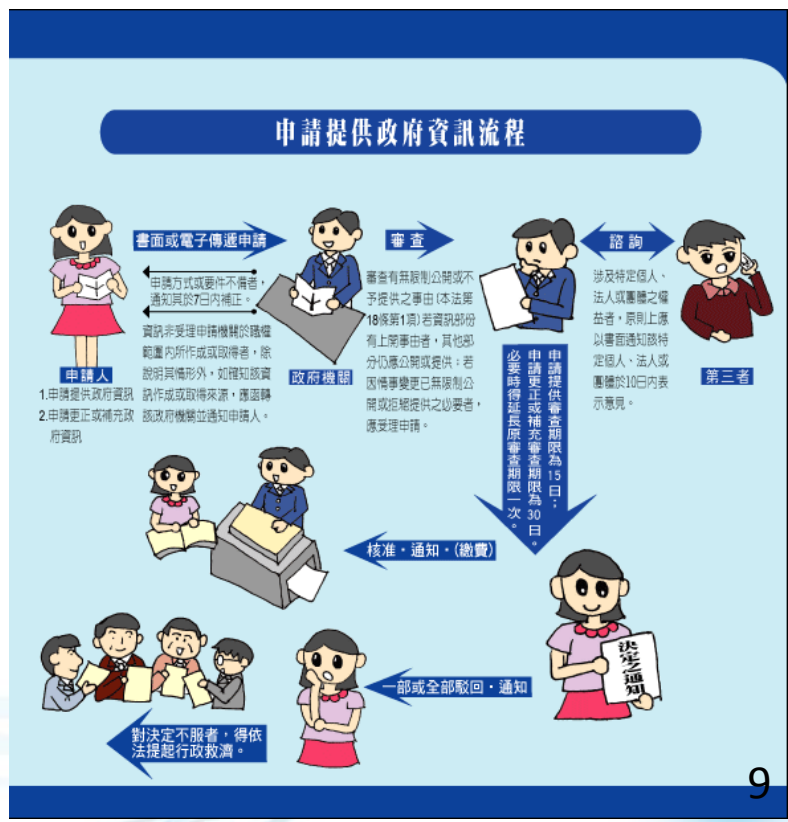 申請提供政府資訊流程
書面或電子傳遞申請
申請方式或要件不備者，
通知其於7日內補正。
資訊非受理申請機關於職權
範圍內所作成或取得者，除
說明其情形外，如確知該資
訊作成或取得來源，應函轉
該政府機關並通知申請人。
申請人
1.申請提供政府資訊
2.申請更正或補充政
府資訊
政府機關
審查
審查有無限制公開或不
予提供之事由(本法第
18條第1項)若資訊部份
有上開事由者，其他部
分仍應公開或提供；若
因情事變更已無限制公
開或拒絕提供之必要者，
應受理申請。
諮詢
涉及特定個人、
法人或團體之權
益者，原則上應
以書面通知該特
定個人、法人或
團體於10日內表
示意見。
第三者
申請提供審查期限為15日；
申請更正或補充審查期限為30日。
必要時得延長原審查期限一次。
核准・通知・(繳費)
決定之通知
一部或全部駁回・通知
對決定不服者，得依
法提起行政救濟。
9